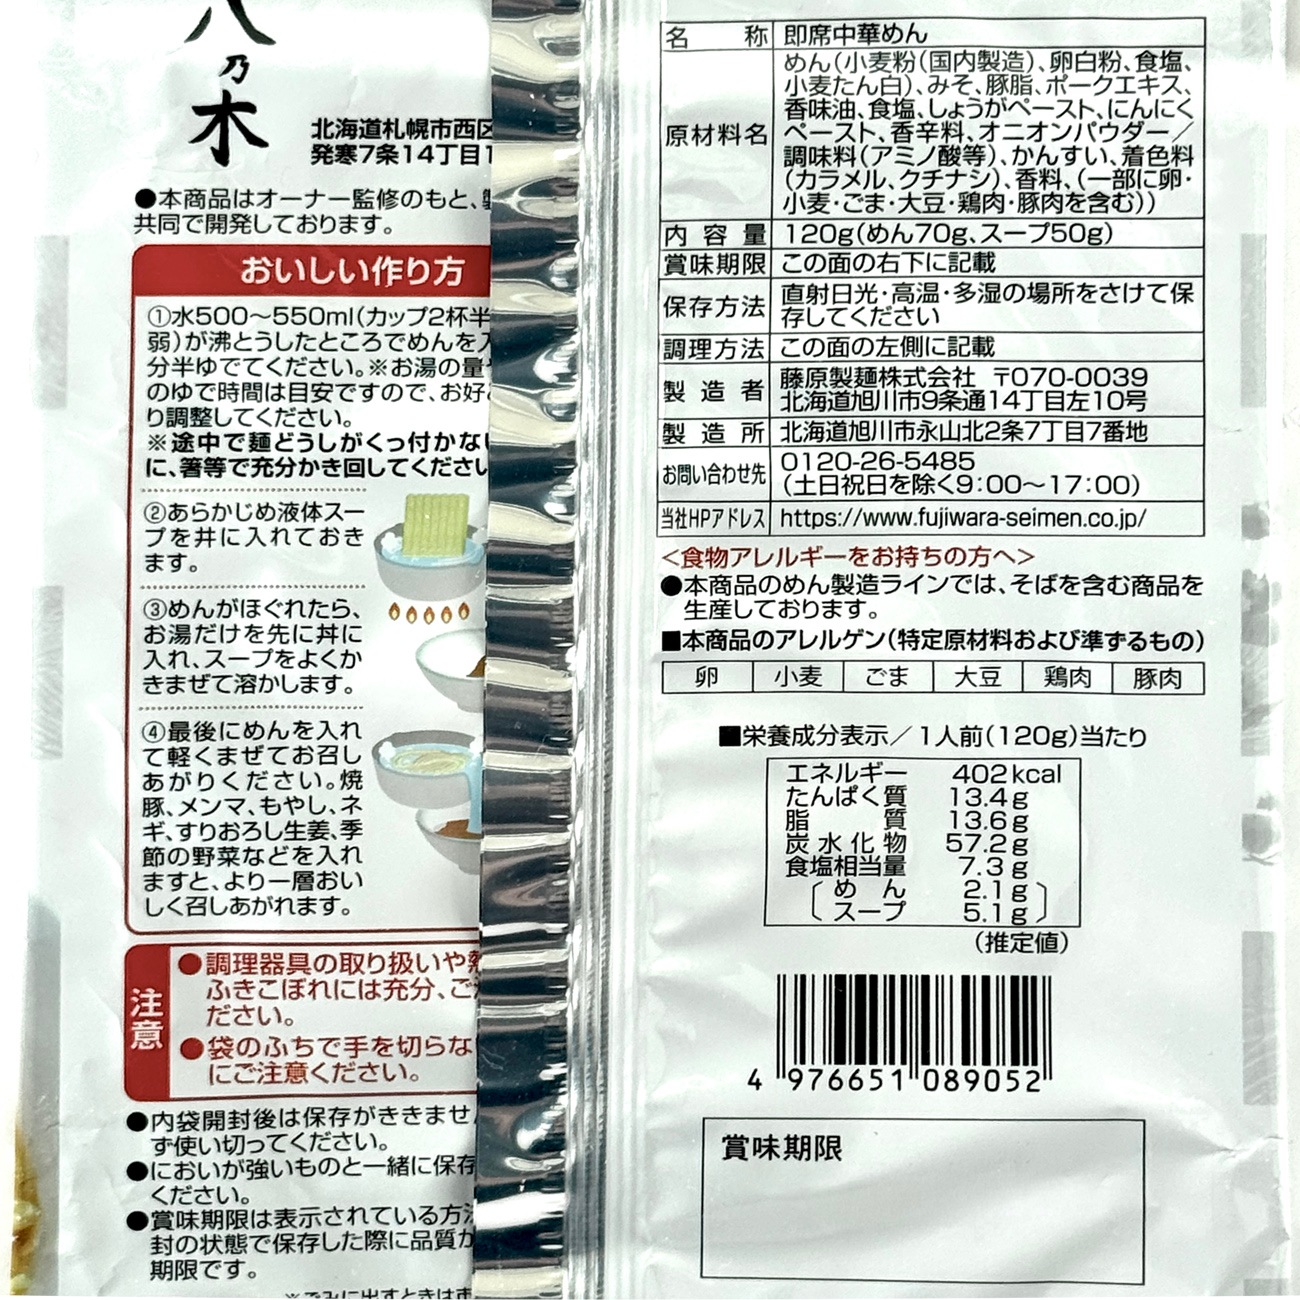 八
乃
木
北海道札幌市西区
発寒7条14丁目1
●本商品はオーナー監修のもと、
共同で開発しております。
おいしい作り方
①水500〜550ml(カップ2杯半
弱)が沸とうしたところでめんを入
分半ゆでてください。※お湯の量
のゆで時間は目安ですので、お好
り調整してください。
※途中で麺どうしがくっ付かない
に、箸等で充分かき回してください
②あらかじめ液体スー
プを丼に入れておき
ます。
③めんがほぐれたら、
お湯だけを先に丼に
入れ、スープをよくか
きまぜて溶かします。
④最後にめんを入れ
て軽くまぜてお召し
あがりください。焼
豚、メンマ、もやし、ネ
ギ、すりおろし生姜、季
節の野菜などを入れ
ますと、より一層おい
しく召しあがれます。
注意
●調理器具の取り扱いや熱
ふきこぼれには充分、ご
ださい。
●袋のふちで手を切らな
にご注意ください。
●内袋開封後は保存がききませ
ず使い切ってください。
●においが強いものと一緒に保存
ください。
●賞味期限は表示されている方法
封の状態で保存した際に品質が
期限です。
※ごみに出すときは市
名称 即席中華めん
原材料名 めん(小麦粉(国内製造)、卵白粉、食塩、
小麦たん白)、みそ、豚脂、ポークエキス、
香味油、食塩、しょうがペースト、にんにく
ペースト、香辛料、オニオンパウダー／
調味料(アミノ酸等)、かんすい、着色料
(カラメル、クチナシ)、香料、(一部に卵・
小麦・ごま・大豆・鶏肉・豚肉を含む))
内容量 120g(めん70g、スープ50g)
賞味期限 この面の右下に記載
保存方法 直射日光・高温・多湿の場所をさけて保
存してください
調理方法 この面の左側に記載
製造者 藤原製麺株式会社 〒070-0039
北海道旭川市9条通14丁目左10号
製造所 北海道旭川市永山北2条7丁目7番地
お問い合わせ先 0120-26-5485
(土日祝日を除く9:00〜17:00)
当社HPアドレス https://www.fujiwara-seimen.co.jp/
<食物アレルギーをお持ちの方へ>
●本商品のめん製造ラインでは、そばを含む商品を
生産しております。
■本商品のアレルゲン(特定原材料および準ずるもの)
卵 小麦 ごま 大豆 鶏肉 豚肉
■栄養成分表示／1人前(120g)当たり
エネルギー 402kcal
たんぱく質 13.4g
脂質 13.6g
炭水化物 57.2g
食塩相当量 7.3g
〔めん 2.1g〕
〔スープ 5.1g〕
(推定値)
4 976651 089052
賞味期限